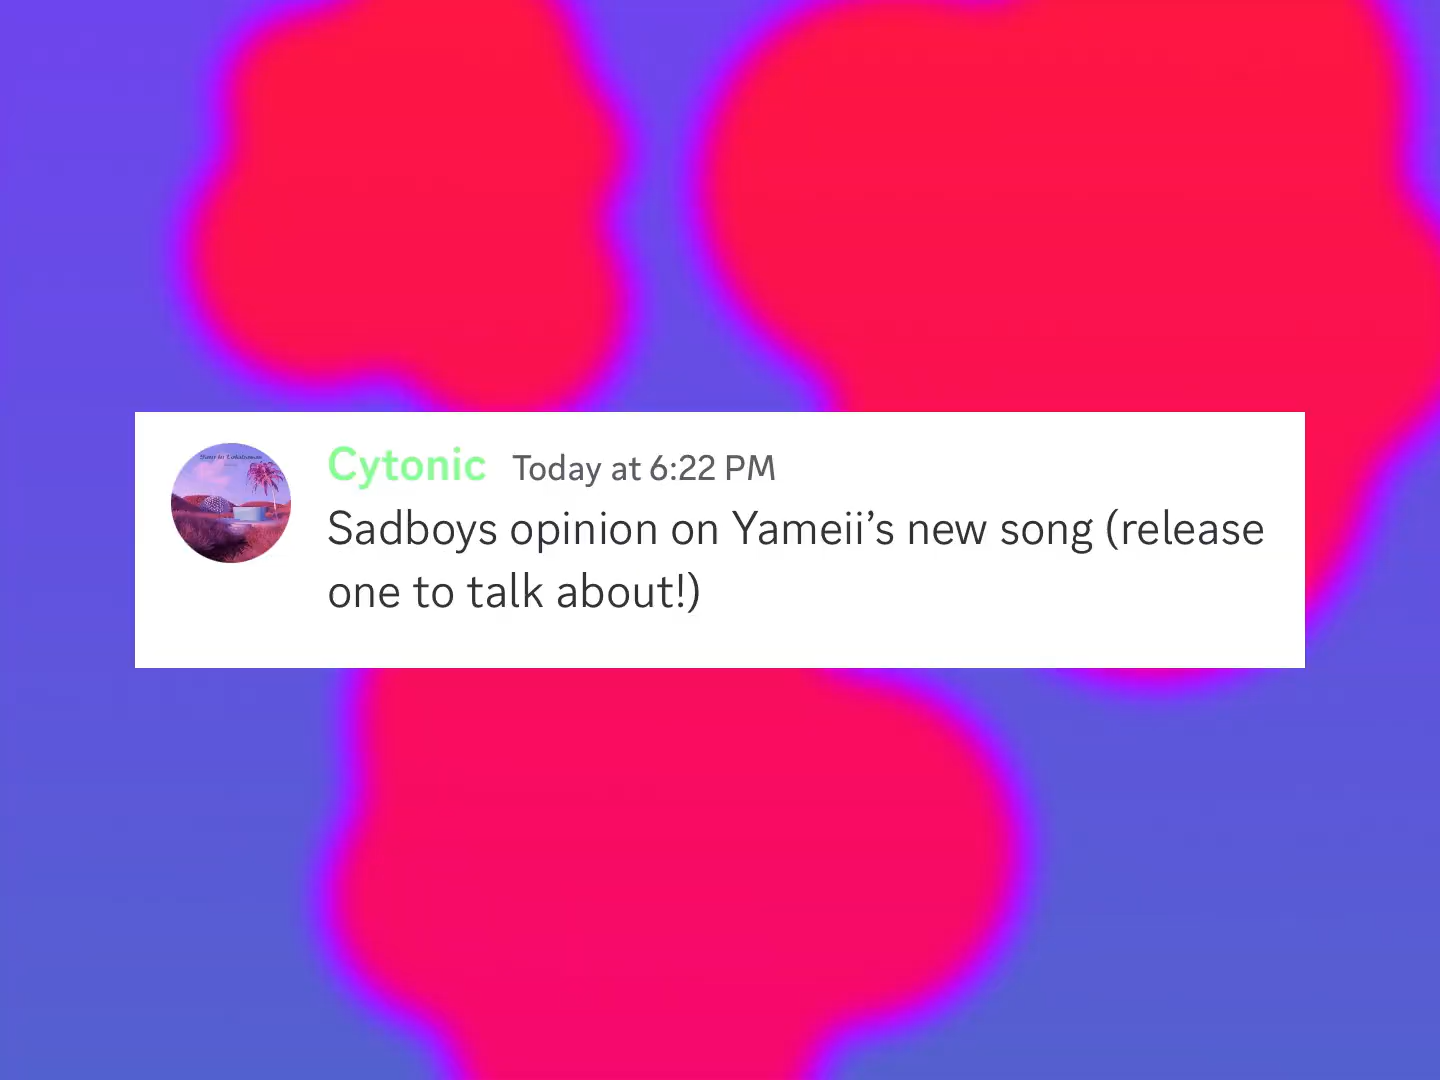 Cytonic Today at 6:22 PM
Sadboys opinion on Yameii’s new song (release
one to talk about!)